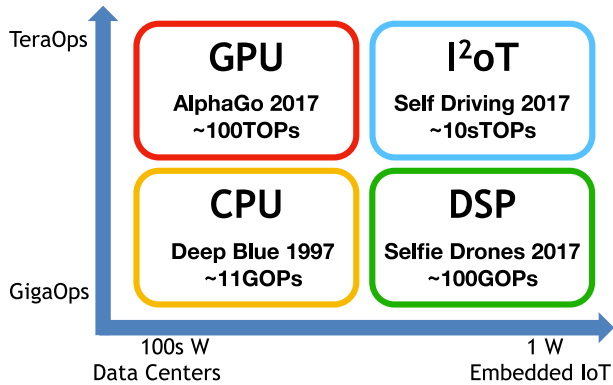 TeraOps
GPU
AlphaGo 2017
~100TOPs
I²oT
Self Driving 2017
~10sTOPs
CPU
Deep Blue 1997
~11GOPs
DSP
Selfie Drones 2017
~100GOPs
GigaOps
100s W
Data Centers
1 W
Embedded IoT